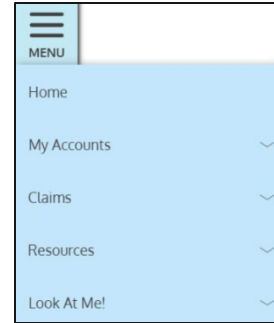 MENU
Home
My Accounts
Claims
Resources
Look At Me!